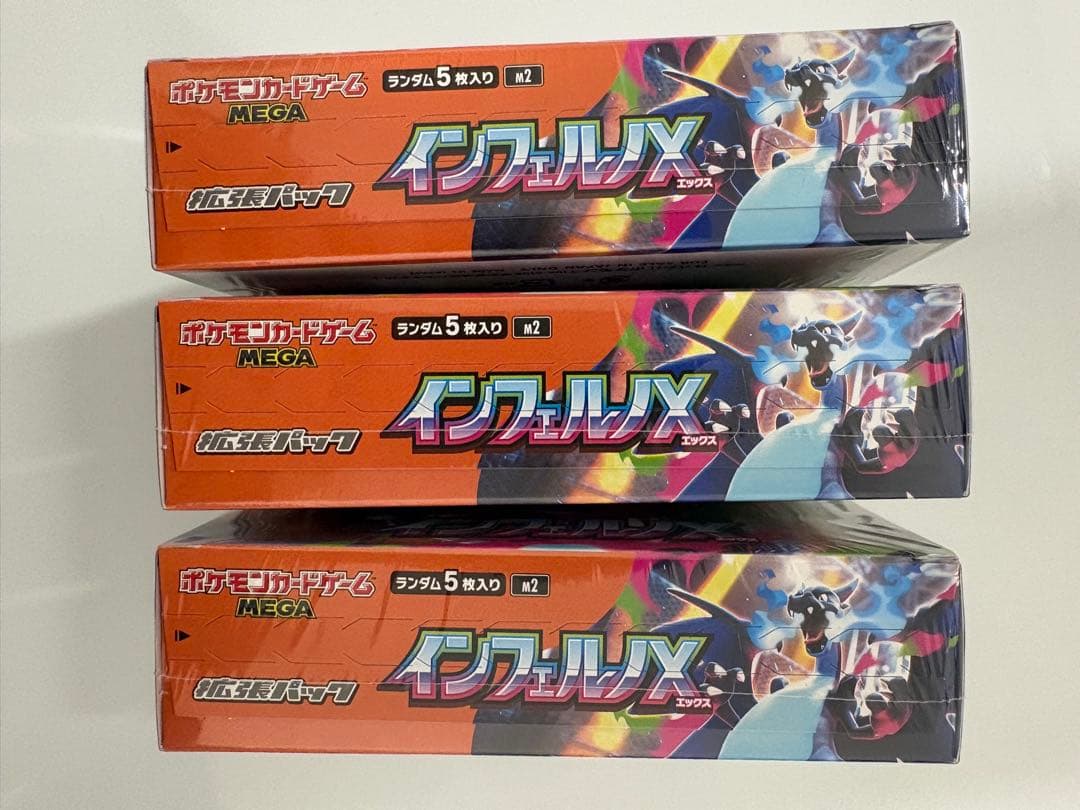 ポケモンカードゲーム
MEGA
ランダム5枚入り
M2
インフェルノX
エックス
拡張パック
ポケモンカードゲーム
MEGA
ランダム5枚入り
M2
インフェルノX
エックス
拡張パック
ポケモンカードゲーム
MEGA
ランダム5枚入り
M2
インフェルノX
エックス
拡張パック